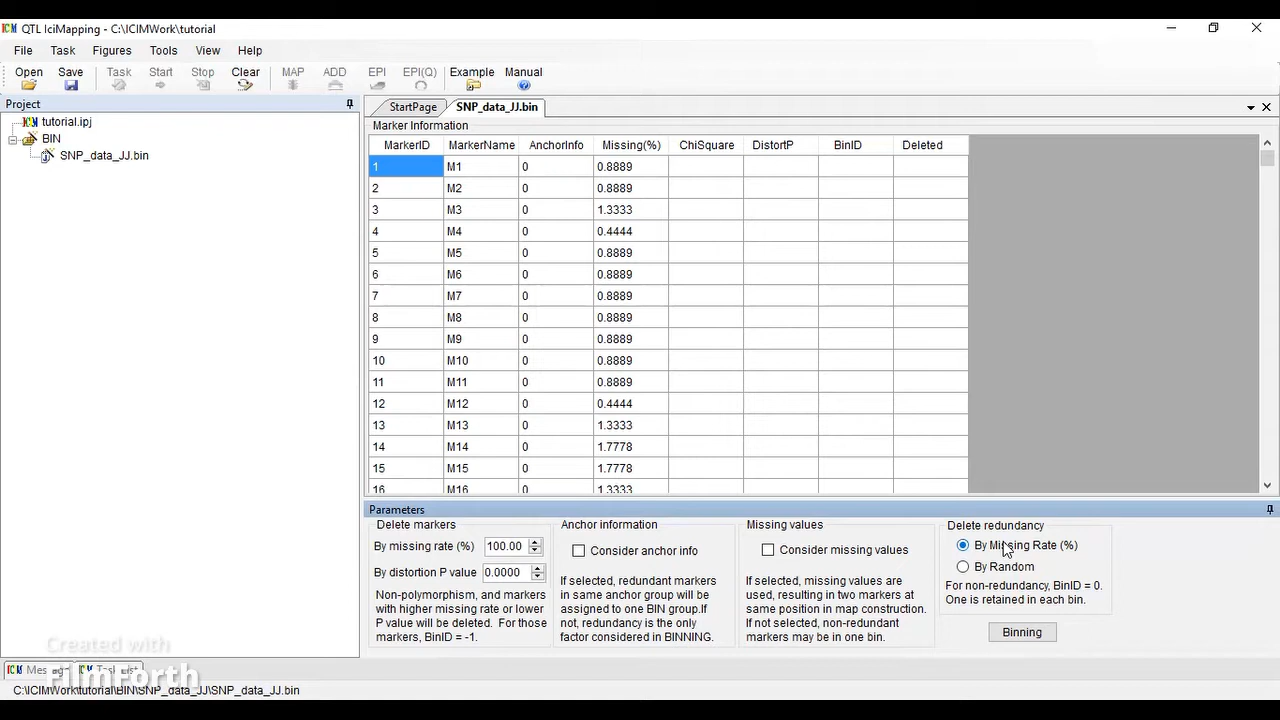 QTL IciMapping - C:\ICIMWork\tutorial
File Task Figures Tools View Help
Open Save Task Start Stop Clear MAP ADD EPI EPI(Q) Example Manual
Project
tutorial.ipj
BIN
SNP_data_JJ.bin
StartPage SNP_data_JJ.bin
Marker Information
MarkerID MarkerName AnchorInfo Missing(%) ChiSquare DistortP BinID Deleted
1 M1 0 0.8889
2 M2 0 0.8889
3 M3 0 1.3333
4 M4 0 0.4444
5 M5 0 0.8889
6 M6 0 0.8889
7 M7 0 0.8889
8 M8 0 0.8889
9 M9 0 0.8889
10 M10 0 0.8889
11 M11 0 0.8889
12 M12 0 0.4444
13 M13 0 1.3333
14 M14 0 1.7778
15 M15 0 1.7778
16 M16 0 1.3333
Parameters
Delete markers
By missing rate (%) 100.00
By distortion P value 0.0000
Non-polymorphism, and markers
with higher missing rate or lower
P value will be deleted. For those
markers, BinID = -1.
Anchor information
Consider anchor info
If selected, redundant markers
in same anchor group will be
assigned to one BIN group.If
not, redundancy is the only
factor considered in BINNING.
Missing values
Consider missing values
If selected, missing values are
used, resulting in two markers at
same position in map construction.
If not selected, non-redundant
markers may be in one bin.
Delete redundancy
By Missing Rate (%)
By Random
For non-redundancy, BinID = 0.
One is retained in each bin.
Binning
Created with
FilmForth
C:\ICIMWork\tutorial\BIN\SNP_data_JJ\SNP_data_JJ.bin